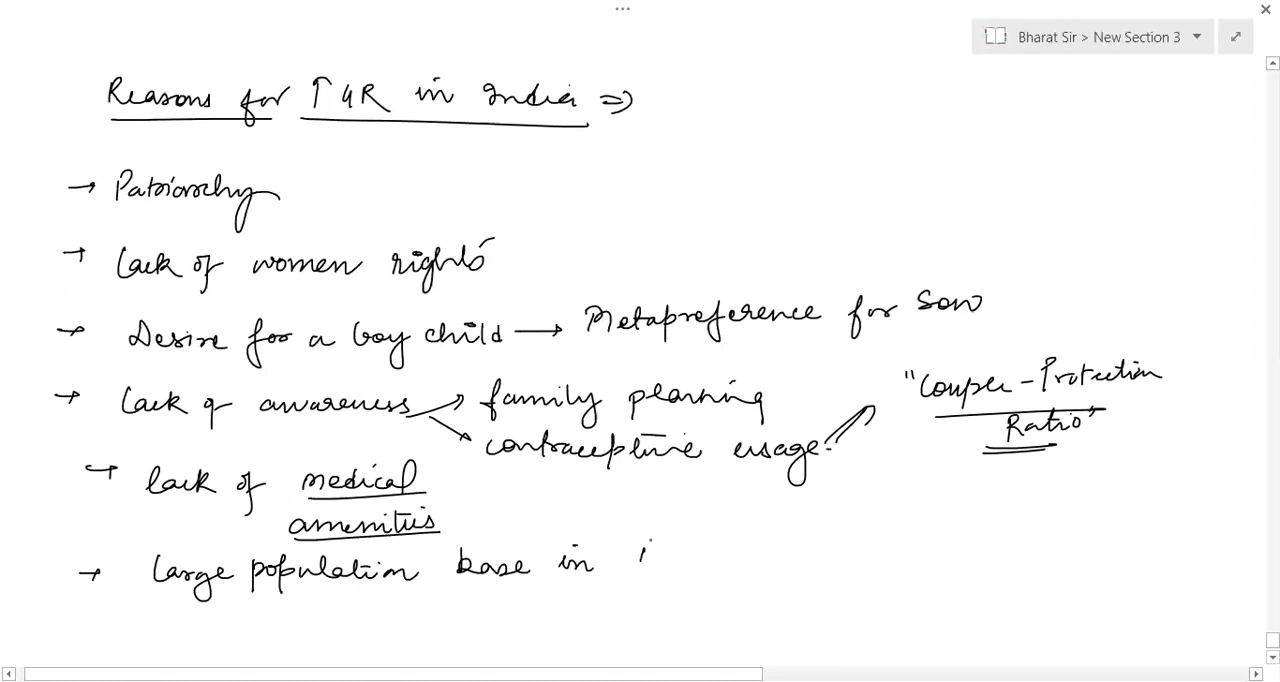 Bharat Sir > New Section 3
Reasons for ↑ GR in India ⇒
→ Patriarchy
→ Lack of women rights
→ Desire for a boy child → Metapreference for Son
→ Lack of awareness → family planning
→ contraceptive usage. ⇒ "Couple-Protection Ratio"
→ lack of medical
amenities
→ Large population base in